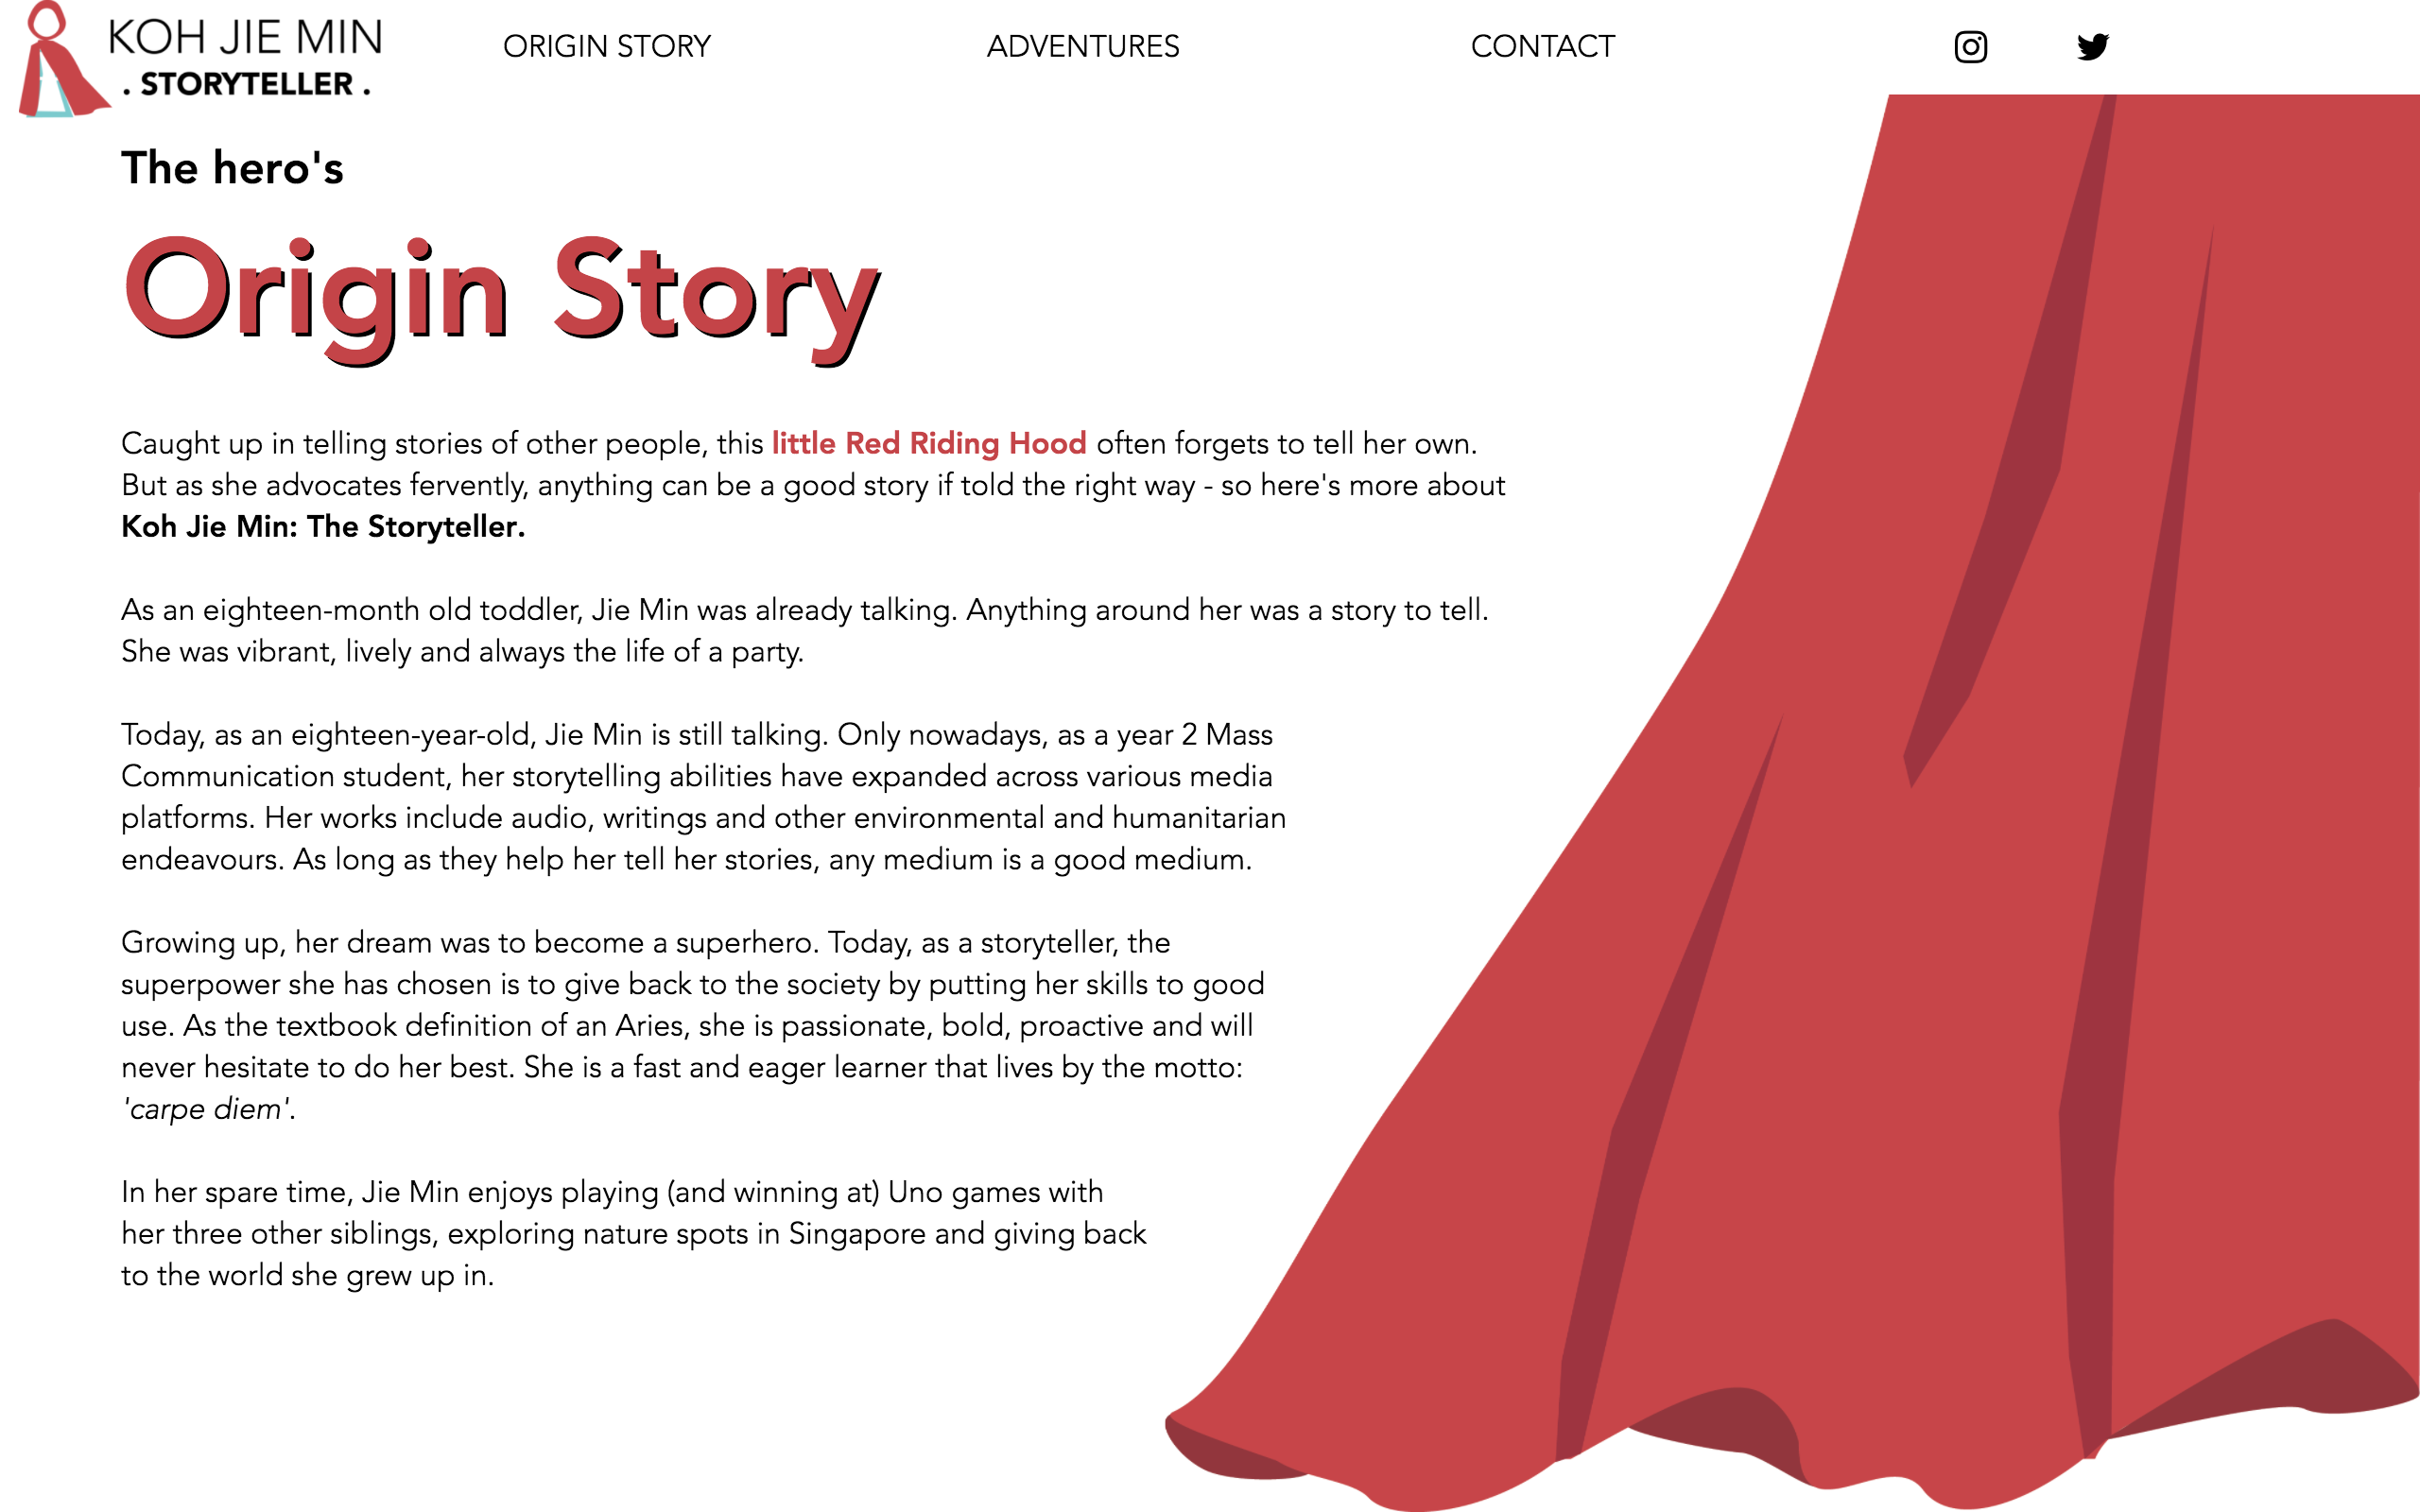 KOH JIE MIN
. STORYTELLER .
ORIGIN STORY
ADVENTURES
CONTACT
The hero's
Origin Story
Caught up in telling stories of other people, this little Red Riding Hood often forgets to tell her own.
But as she advocates fervently, anything can be a good story if told the right way - so here's more about
Koh Jie Min: The Storyteller.
As an eighteen-month old toddler, Jie Min was already talking. Anything around her was a story to tell.
She was vibrant, lively and always the life of a party.
Today, as an eighteen-year-old, Jie Min is still talking. Only nowadays, as a year 2 Mass
Communication student, her storytelling abilities have expanded across various media
platforms. Her works include audio, writings and other environmental and humanitarian
endeavours. As long as they help her tell her stories, any medium is a good medium.
Growing up, her dream was to become a superhero. Today, as a storyteller, the
superpower she has chosen is to give back to the society by putting her skills to good
use. As the textbook definition of an Aries, she is passionate, bold, proactive and will
never hesitate to do her best. She is a fast and eager learner that lives by the motto:
'carpe diem'.
In her spare time, Jie Min enjoys playing (and winning at) Uno games with
her three other siblings, exploring nature spots in Singapore and giving back
to the world she grew up in.